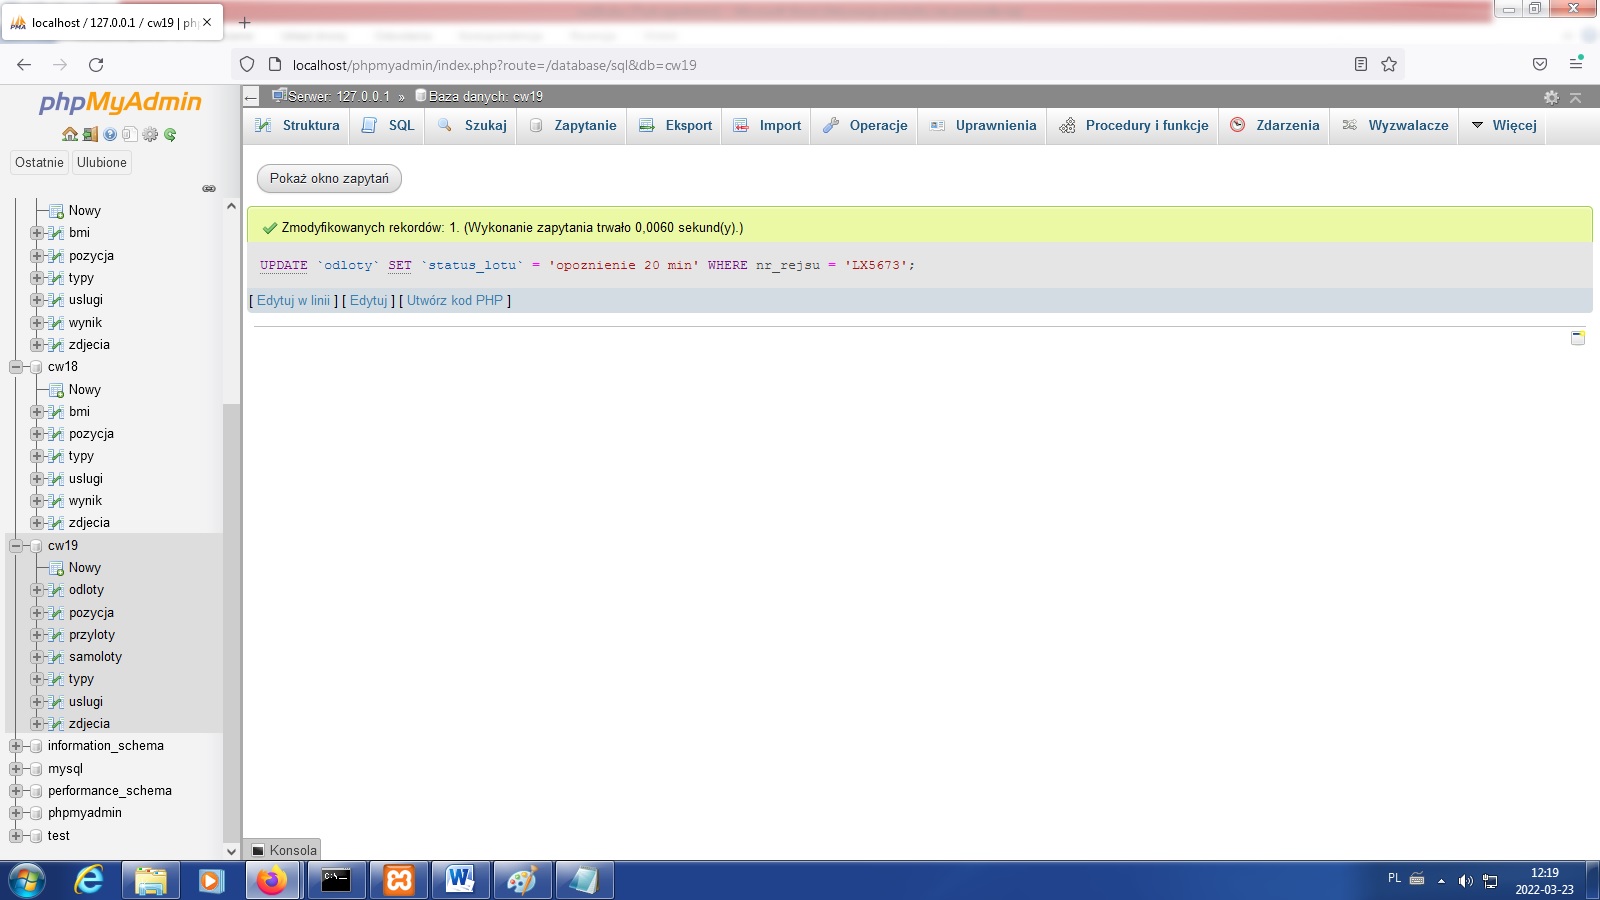 localhost / 127.0.0.1 / cw19 | ph
localhost/phpmyadmin/index.php?route=/database/sql&db=cw19
phpMyAdmin
Ostatnie Ulubione
Nowy
bmi
pozycja
typy
uslugi
wynik
zdjecia
cw18
Nowy
bmi
pozycja
typy
uslugi
wynik
zdjecia
cw19
Nowy
odloty
pozycja
przyloty
samoloty
typy
uslugi
zdjecia
information_schema
mysql
performance_schema
phpmyadmin
test
Serwer: 127.0.0.1 » Baza danych: cw19
Struktura SQL Szukaj Zapytanie Eksport Import Operacje Uprawnienia Procedury i funkcje Zdarzenia Wyzwalacze Więcej
Pokaż okno zapytań
Zmodyfikowanych rekordów: 1. (Wykonanie zapytania trwało 0,0060 sekund(y).)
UPDATE `odloty` SET `status_lotu` = 'opoznienie 20 min' WHERE nr_rejsu = 'LX5673';
[ Edytuj w linii ] [ Edytuj ] [ Utwórz kod PHP ]
Konsola
PL
12:19
2022-03-23